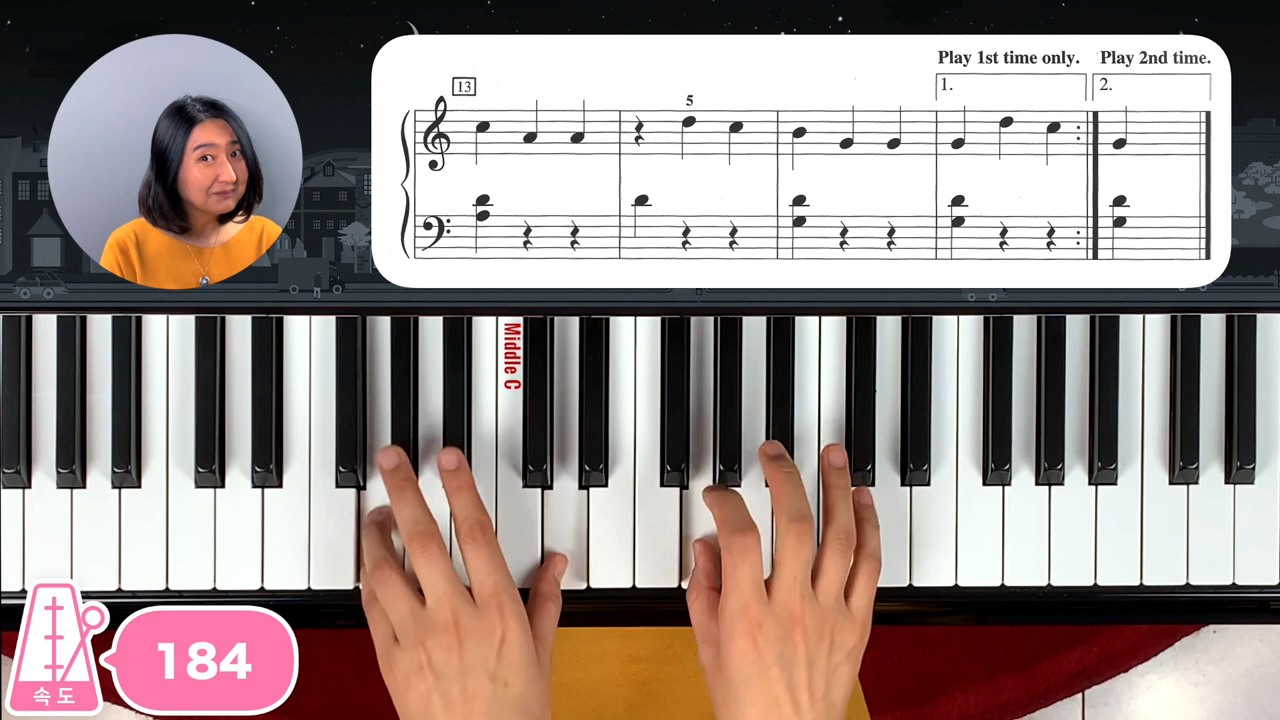 Play 1st time only. Play 2nd time.
13
1. 2.
5
Middle C
184
속도